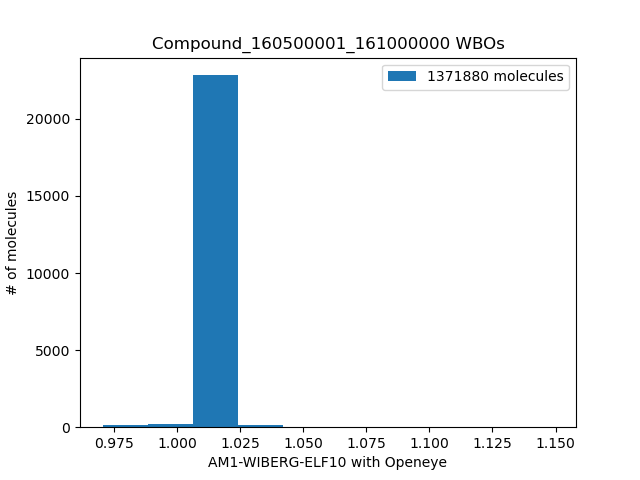 Compound_160500001_161000000 WBOs
1371880 molecules
# of molecules
20000
15000
10000
5000
0
0.975 1.000 1.025 1.050 1.075 1.100 1.125 1.150
AM1-WIBERG-ELF10 with Openeye